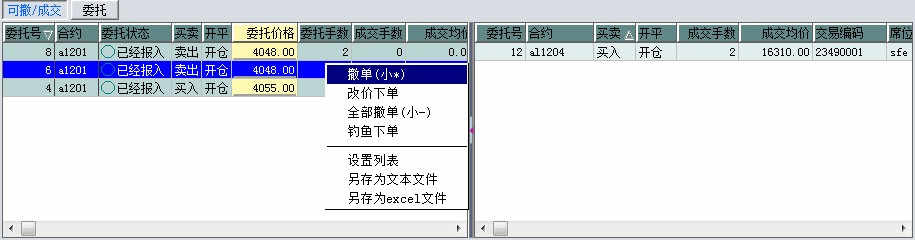 可撤/成交 委托
委托号 合约 委托状态 买卖 开平 委托价格 委托手数 成交手数 成交均价 委托号 合约 买卖 开平 成交手数 成交均价 交易编码 席位
8 a1201 已经报入 卖出 开仓 4048.00 2 0 0.0 12 al1204 买入 开仓 2 16310.00 23490001 sfe
6 a1201 已经报入 卖出 开仓 4048.00
4 a1201 已经报入 买入 开仓 4055.00
撤单(小*)
改价下单
全部撤单(小-)
钓鱼下单
设置列表
另存为文本文件
另存为excel文件